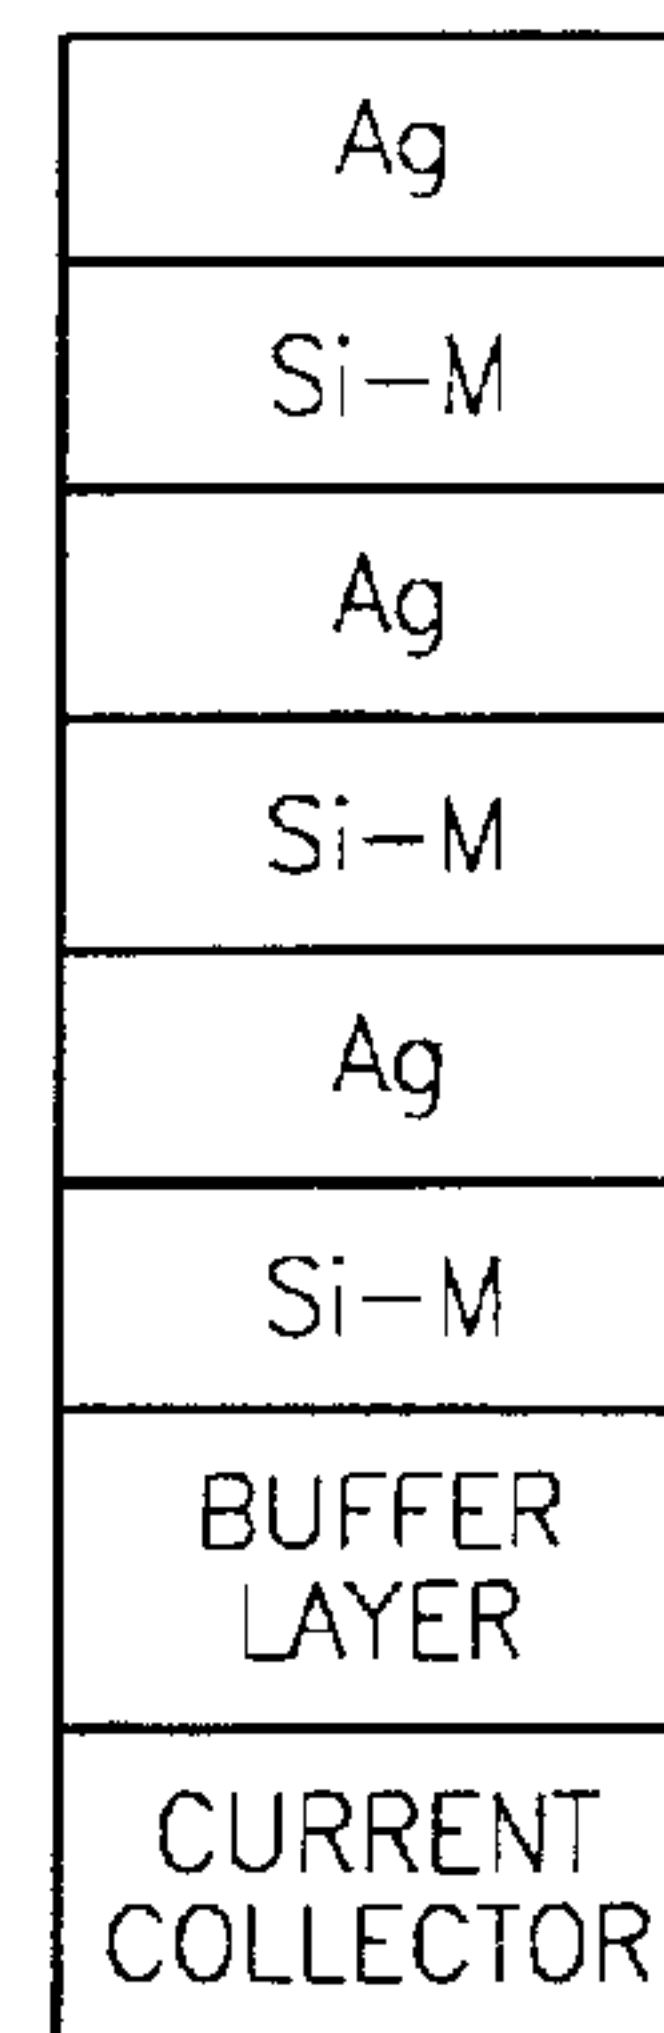 Ag
Si-M
Ag
Si-M
Ag
Si-M
BUFFER
LAYER
CURRENT
COLLECTOR